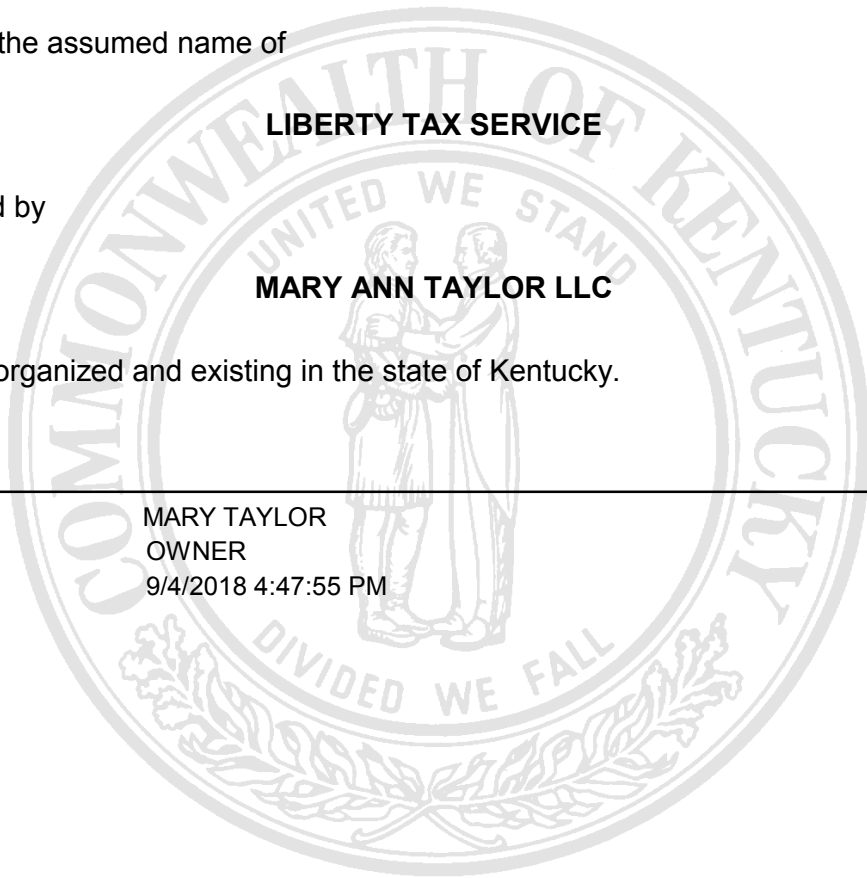 the assumed name of
LIBERTY TAX SERVICE
d by
MARY ANN TAYLOR LLC
organized and existing in the state of Kentucky.
MARY TAYLOR
OWNER
9/4/2018 4:47:55 PM
COMMONWEALTH OF KENTUCKY
UNITED WE STAND
DIVIDED WE FALL